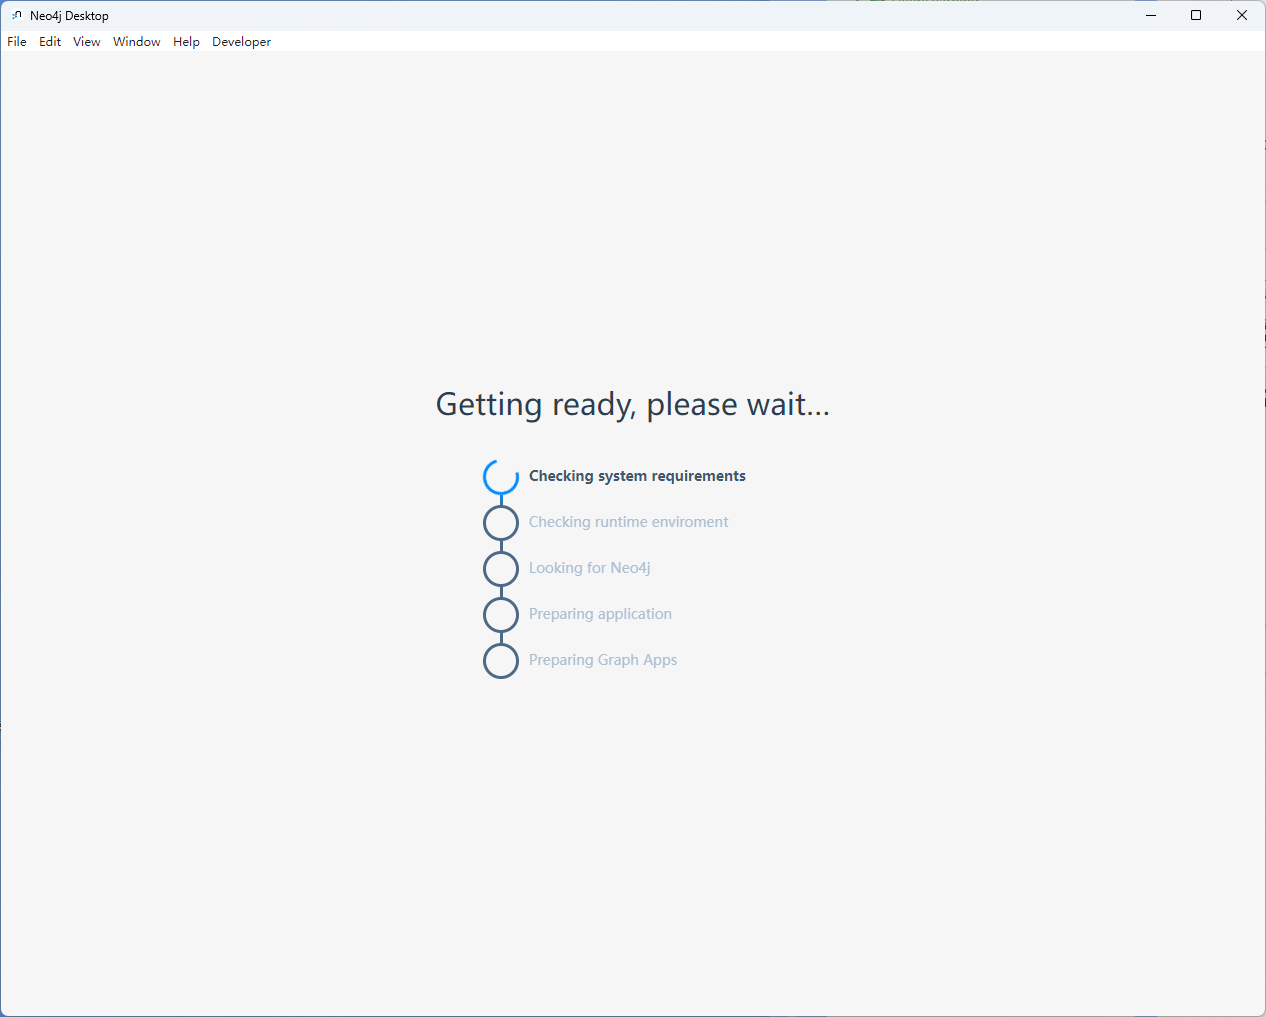 Neo4j Desktop
File Edit View Window Help Developer
Getting ready, please wait...
Checking system requirements
Checking runtime enviroment
Looking for Neo4j
Preparing application
Preparing Graph Apps